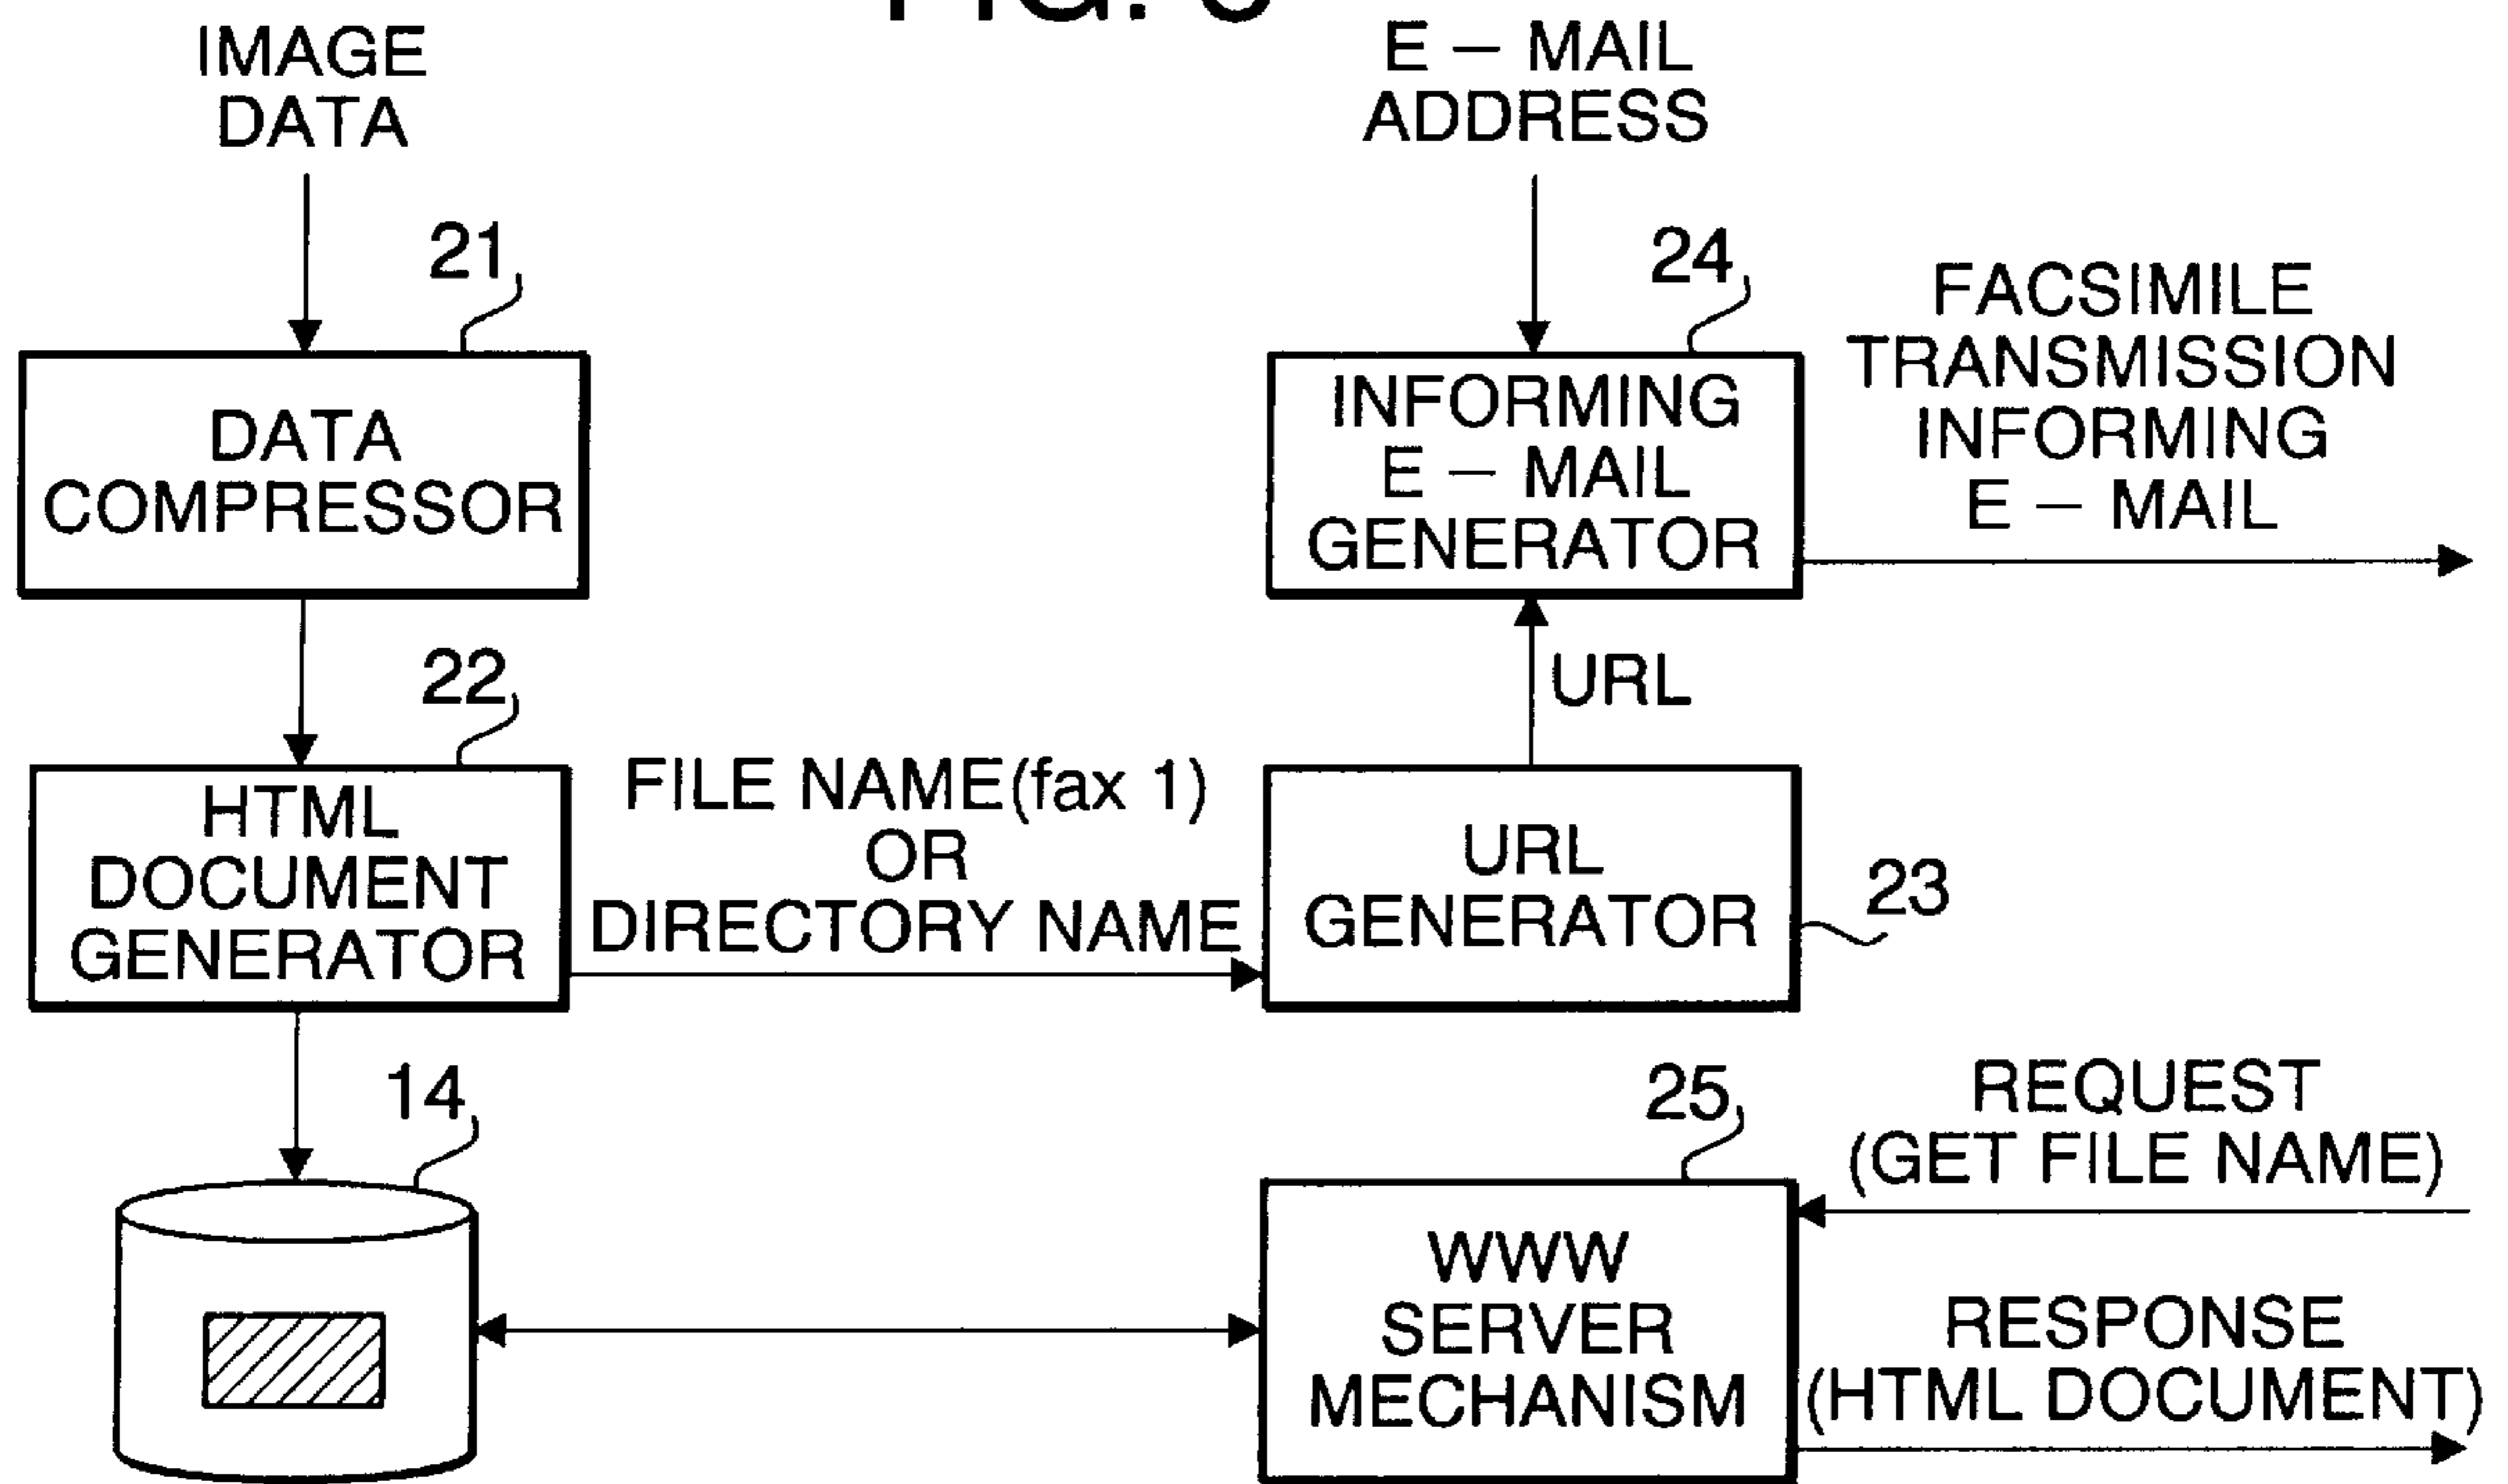 IMAGE
DATA
E — MAIL
ADDRESS
21
24
FACSIMILE
TRANSMISSION
INFORMING
E — MAIL
DATA
COMPRESSOR
INFORMING
E — MAIL
GENERATOR
22
URL
HTML
DOCUMENT
GENERATOR
FILE NAME(fax 1)
OR
DIRECTORY NAME
URL
GENERATOR
23
14
25
REQUEST
(GET FILE NAME)
WWW
SERVER
MECHANISM
RESPONSE
(HTML DOCUMENT)